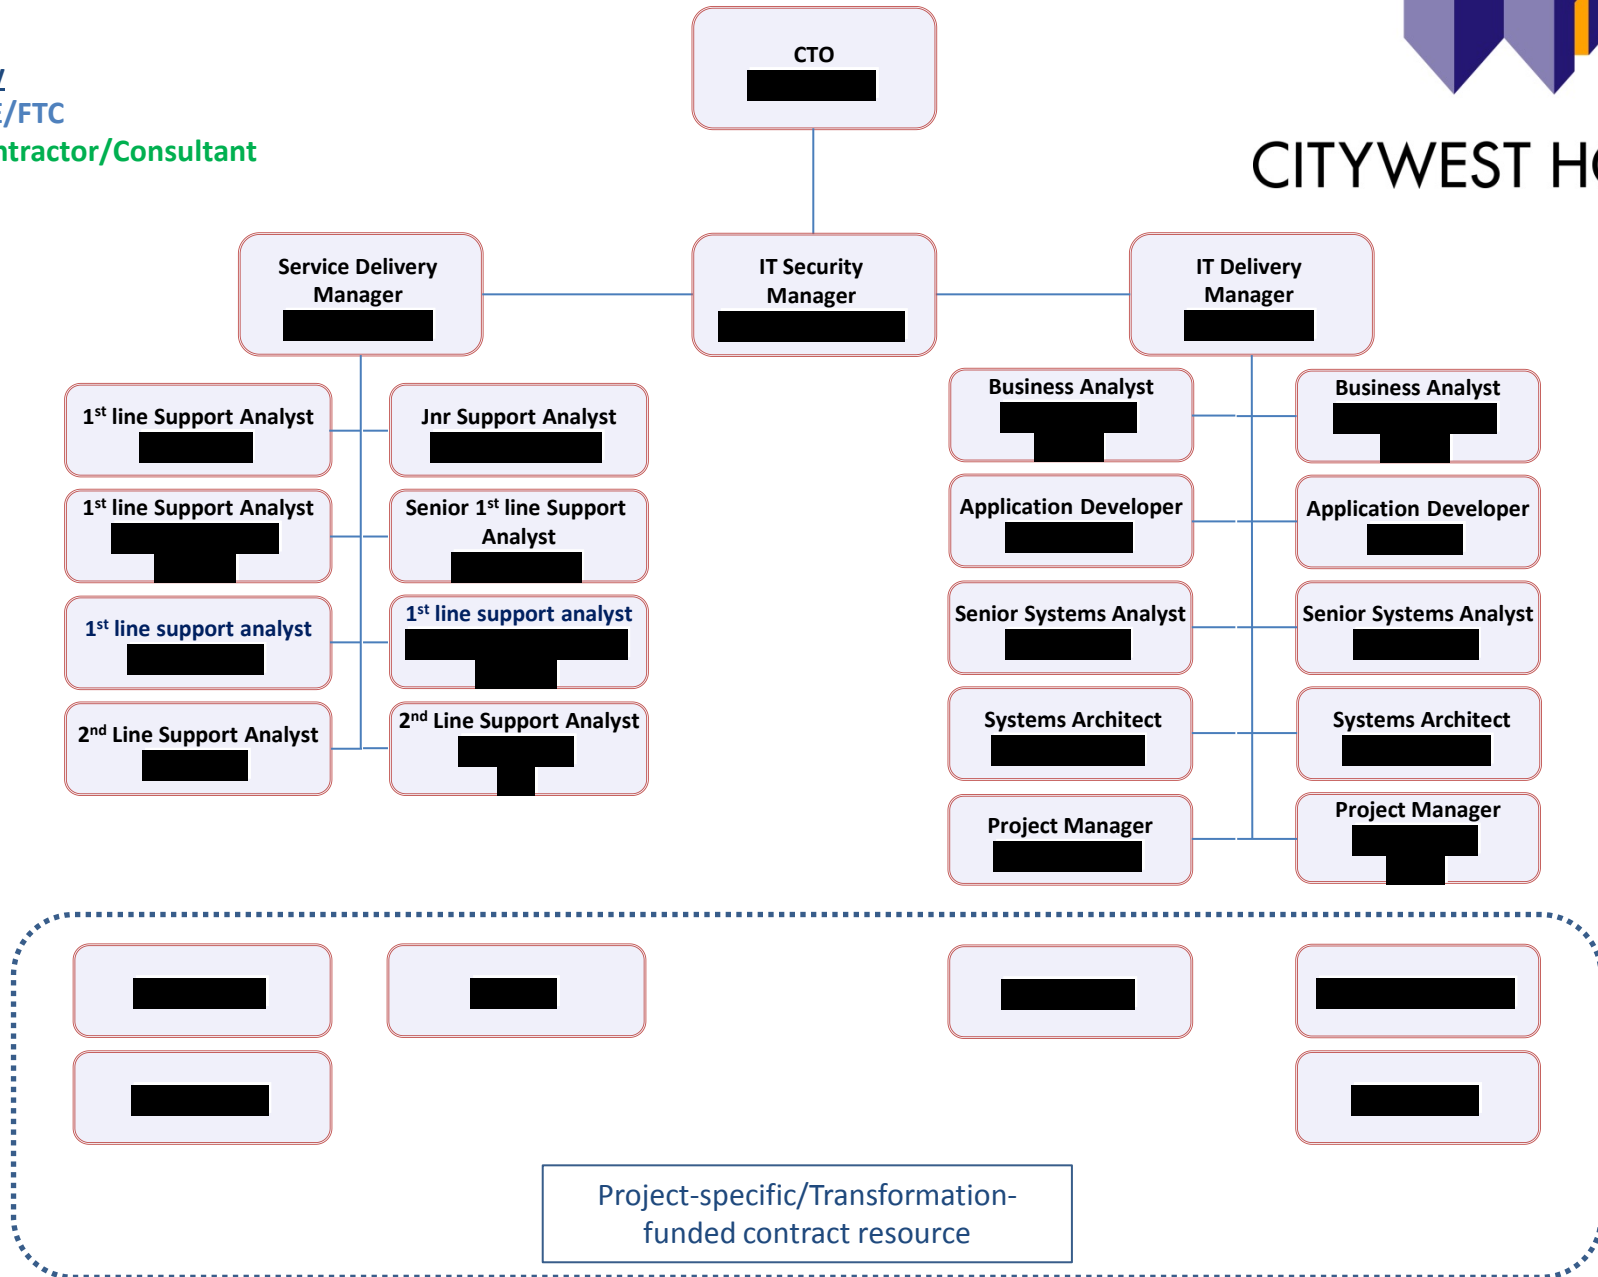 CTO
E/FTC
ntractor/Consultant
CITYWEST HO
Service Delivery
Manager
IT Security
Manager
IT Delivery
Manager
1st line Support Analyst
Jnr Support Analyst
Business Analyst
Business Analyst
1st line Support Analyst
Senior 1st line Support
Analyst
Application Developer
Application Developer
1st line support analyst
1st line support analyst
Senior Systems Analyst
Senior Systems Analyst
2nd Line Support Analyst
2nd Line Support Analyst
Systems Architect
Systems Architect
Project Manager
Project Manager
Project-specific/Transformation-
funded contract resource